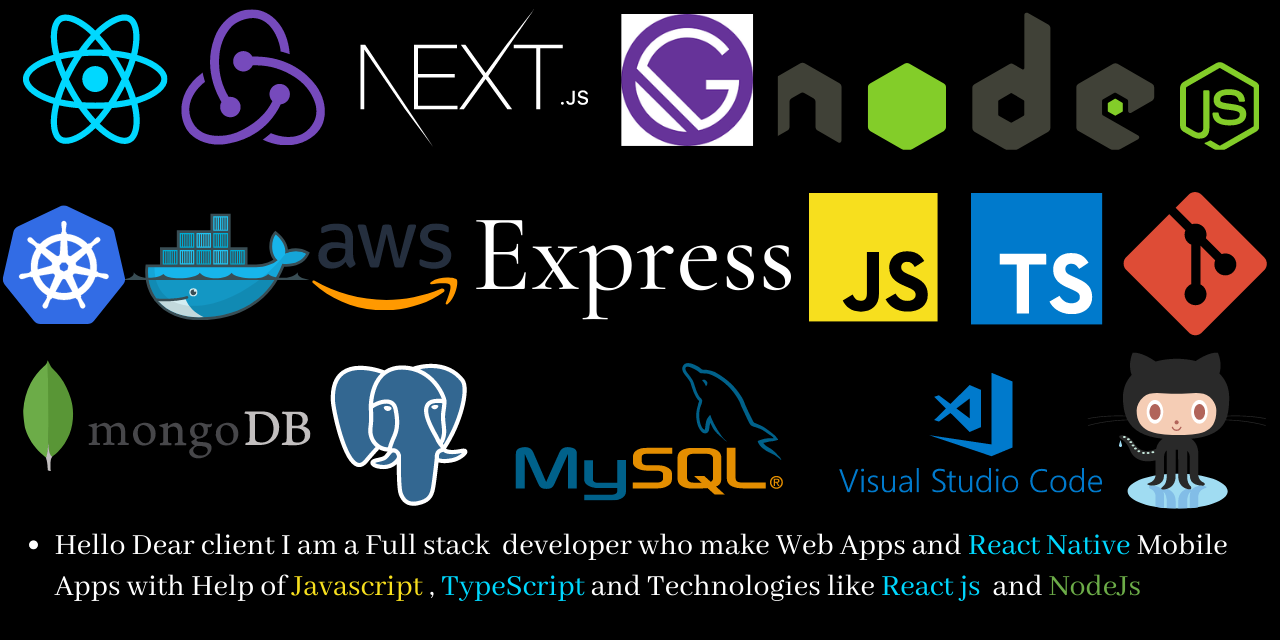 NEXT.JS
node JS
aws
Express
JS
TS
mongoDB
MySQL®
Visual Studio Code
• Hello Dear client I am a Full stack developer who make Web Apps and React Native Mobile
Apps with Help of Javascript , TypeScript and Technologies like React js and NodeJs